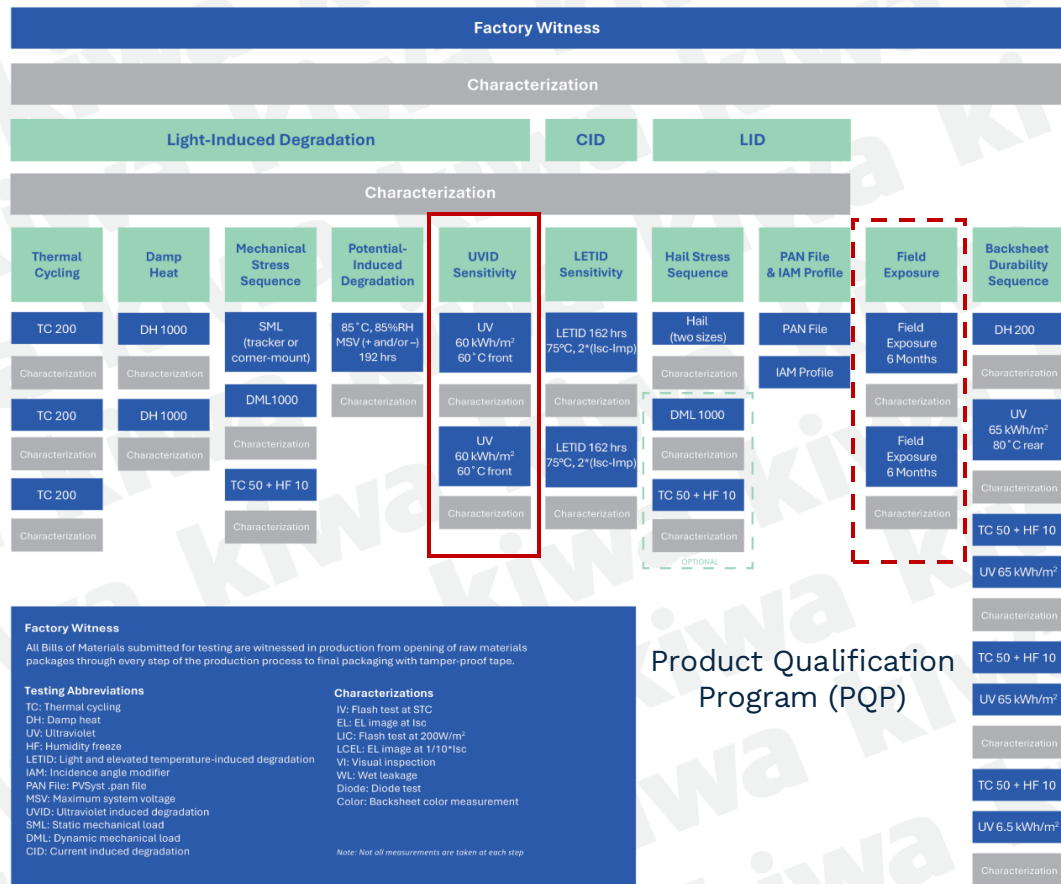 Factory Witness
Characterization
Light-Induced Degradation
CID
LID
Characterization
Thermal
Cycling
TC 200
Characterization
TC 200
Characterization
TC 200
Characterization
Damp
Heat
DH 1000
Characterization
DH 1000
Characterization
Mechanical
Stress
Sequence
SML
(tracker or
corner-mount)
DML1000
Characterization
TC 50 + HF 10
Characterization
Potential-
Induced
Degradation
85˚C, 85%RH
MSV (+ and/or –)
192 hrs
Characterization
UVID
Sensitivity
UV
60 kWh/m²
60˚C front
Characterization
UV
60 kWh/m²
60˚C front
Characterization
LETID
Sensitivity
LETID 162 hrs
75ºC, 2*(Isc-Imp)
Characterization
LETID 162 hrs
75ºC, 2*(Isc-Imp)
Characterization
Hail Stress
Sequence
Hail
(two sizes)
Characterization
DML 1000
Characterization
TC 50 + HF 10
Characterization
OPTIONAL
PAN File
& IAM Profile
PAN File
IAM Profile
Field
Exposure
Field
Exposure
6 Months
Characterization
Field
Exposure
6 Months
Characterization
Backsheet
Durability
Sequence
DH 200
Characterization
UV
65 kWh/m²
80˚C rear
Characterization
TC 50 + HF 10
UV 65 kWh/m²
Characterization
TC 50 + HF 10
UV 65 kWh/m²
Characterization
TC 50 + HF 10
UV 6.5 kWh/m²
Characterization
Factory Witness
All Bills of Materials submitted for testing are witnessed in production from opening of raw materials
packages through every step of the production process to final packaging with tamper-proof tape.
Testing Abbreviations
TC: Thermal cycling
DH: Damp heat
UV: Ultraviolet
HF: Humidity freeze
LETID: Light and elevated temperature-induced degradation
IAM: Incidence angle modifier
PAN File: PVSyst .pan file
MSV: Maximum system voltage
UVID: Ultraviolet induced degradation
SML: Static mechanical load
DML: Dynamic mechanical load
CID: Current induced degradation
Characterizations
IV: Flash test at STC
EL: EL image at Isc
LIC: Flash test at 200W/m²
LCEL: EL image at 1/10*Isc
VI: Visual inspection
WL: Wet leakage
Diode: Diode test
Color: Backsheet color measurement
Note: Not all measurements are taken at each step
Product Qualification
Program (PQP)
kiwa